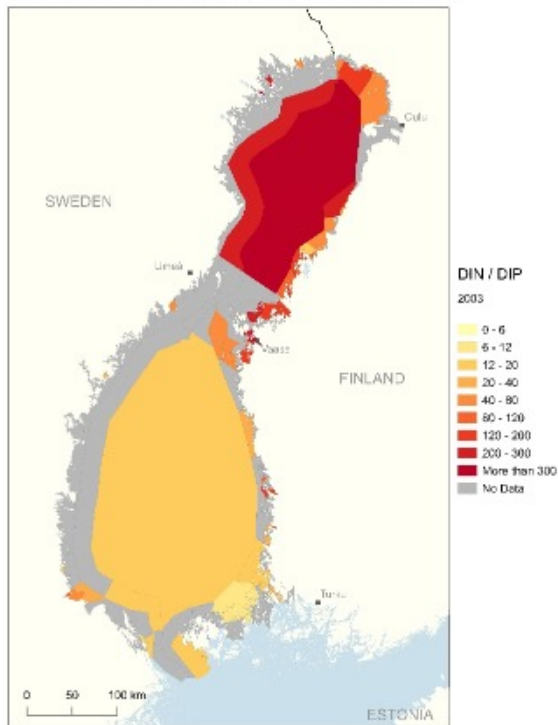 Oulu
SWEDEN
Umeå
DIN / DIP
2003
0 - 6
6 - 12
12 - 20
20 - 40
40 - 80
80 - 120
120 - 200
200 - 300
More than 300
No Data
Vaasa
FINLAND
Turku
0 50 100 km
ESTONIA